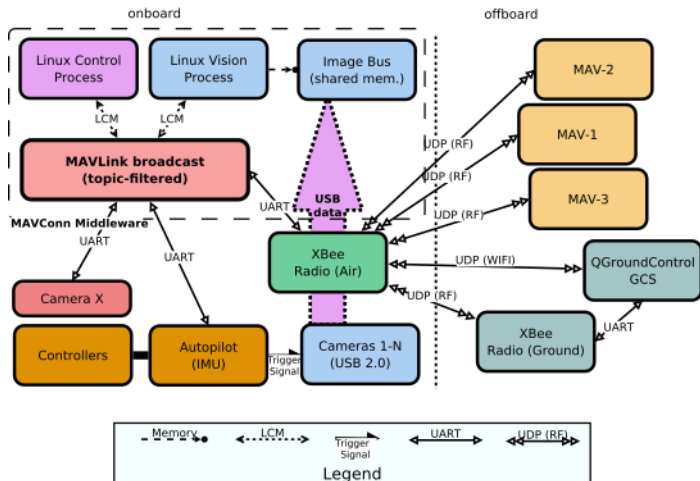 onboard
offboard
Linux Control
Process
Linux Vision
Process
Image Bus
(shared mem.)
MAV-2
LCM
LCM
MAVLink broadcast
(topic-filtered)
UDP (RF)
MAV-1
UDP (RF)
MAV-3
USB
data
UART
UDP (RF)
MAVConn Middleware
UART
UART
XBee
Radio (Air)
UDP (WIFI)
QGroundControl
GCS
Camera X
UDP (RF)
XBee
Radio (Ground)
UART
Controllers
Autopilot
(IMU)
Trigger
Signal
Cameras 1-N
(USB 2.0)
Memory
LCM
Trigger
Signal
UART
UDP (RF)
Legend